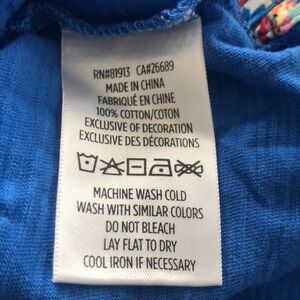 RN#81913 CA#26689
MADE IN CHINA
FABRIQUÉ EN CHINE
100% COTTON/COTON
EXCLUSIVE OF DECORATION
EXCLUSIVE DES DÉCORATIONS
MACHINE WASH COLD
WASH WITH SIMILAR COLORS
DO NOT BLEACH
LAY FLAT TO DRY
COOL IRON IF NECESSARY